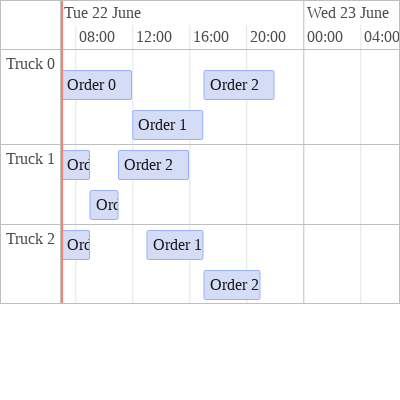 Tue 22 June
Wed 23 June
08:00 12:00 16:00 20:00 00:00 04:00
Truck 0
Order 0
Order 2
Order 1
Truck 1
Ord
Order 2
Ord
Truck 2
Ord
Order 1
Order 2